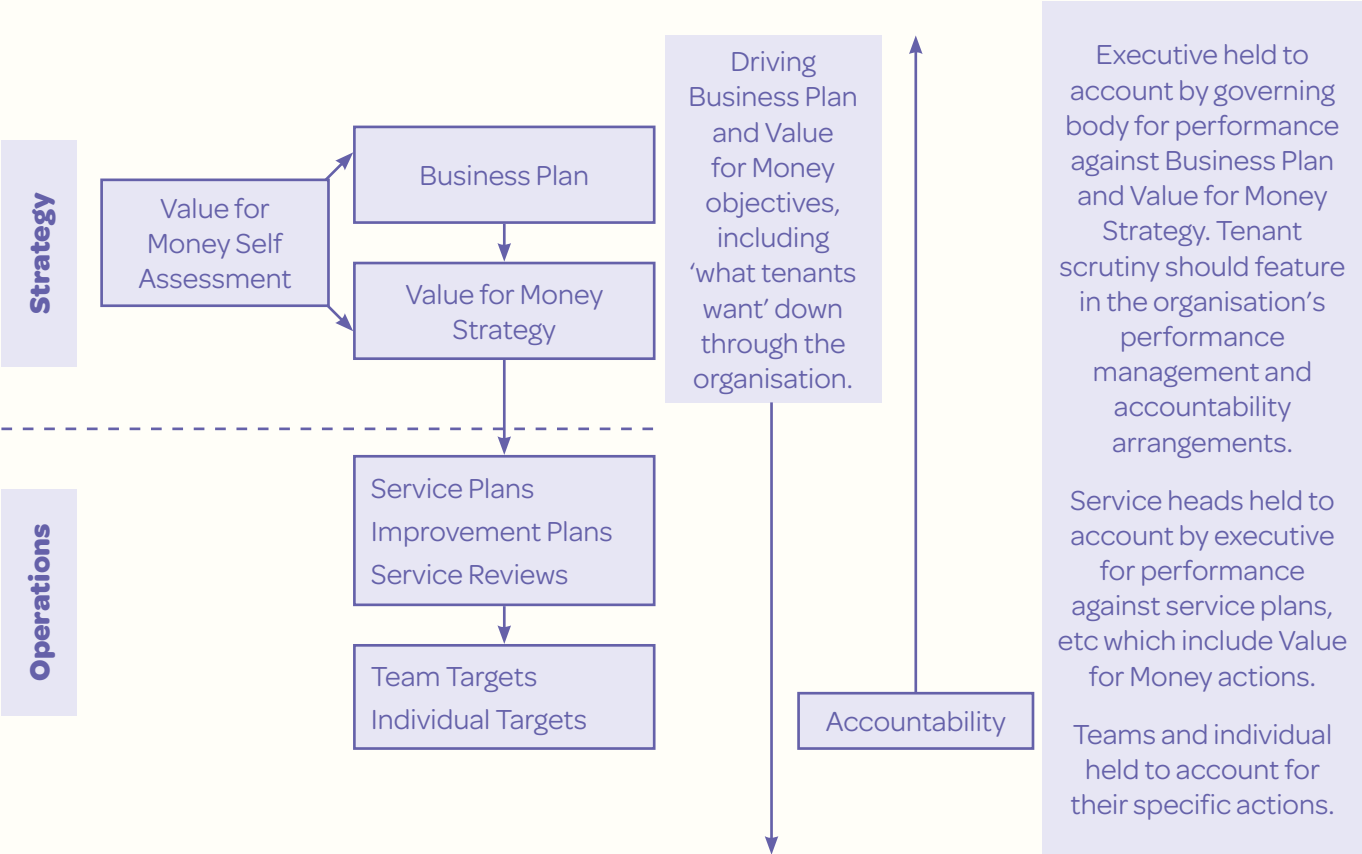 Strategy
Value for
Money Self
Assessment
Business Plan
Value for Money
Strategy
Driving
Business Plan
and Value
for Money
objectives,
including
‘what tenants
want’ down
through the
organisation.
Operations
Service Plans
Improvement Plans
Service Reviews
Team Targets
Individual Targets
Accountability
Executive held to
account by governing
body for performance
against Business Plan
and Value for Money
Strategy. Tenant
scrutiny should feature
in the organisation’s
performance
management and
accountability
arrangements.
Service heads held to
account by executive
for performance
against service plans,
etc which include Value
for Money actions.
Teams and individual
held to account for
their specific actions.